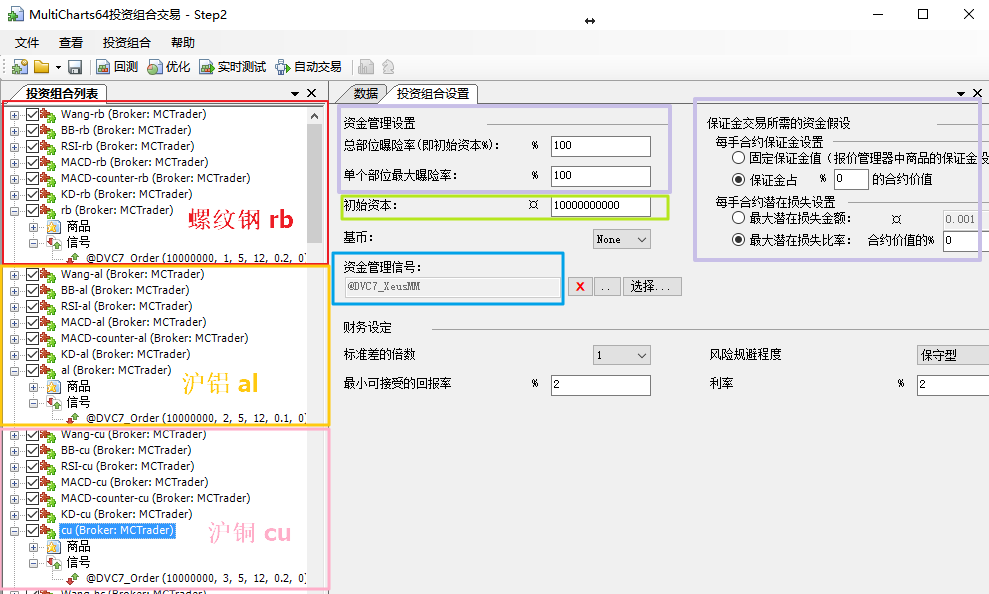 MultiCharts64投资组合交易 - Step2
文件 查看 投资组合 帮助
回测 优化 实时测试 自动交易
投资组合列表
Wang-rb (Broker: MCTrader)
BB-rb (Broker: MCTrader)
RSI-rb (Broker: MCTrader)
MACD-rb (Broker: MCTrader)
MACD-counter-rb (Broker: MCTrader)
KD-rb (Broker: MCTrader)
rb (Broker: MCTrader)
商品
信号
@DVC7_Order (10000000, 1, 5, 12, 0.2, 0)
螺纹钢 rb
Wang-al (Broker: MCTrader)
BB-al (Broker: MCTrader)
RSI-al (Broker: MCTrader)
MACD-al (Broker: MCTrader)
MACD-counter-al (Broker: MCTrader)
KD-al (Broker: MCTrader)
al (Broker: MCTrader)
商品
信号
@DVC7_Order (10000000, 2, 5, 12, 0.1, 0)
沪铝 al
Wang-cu (Broker: MCTrader)
BB-cu (Broker: MCTrader)
RSI-cu (Broker: MCTrader)
MACD-cu (Broker: MCTrader)
MACD-counter-cu (Broker: MCTrader)
KD-cu (Broker: MCTrader)
cu (Broker: MCTrader)
商品
信号
@DVC7_Order (10000000, 3, 5, 12, 0.2, 0)
沪铜 cu
数据 投资组合设置
资金管理设置
总部位曝险率(即初始资本%): % 100
单个部位最大曝险率: % 100
初始资本: ¤ 10000000000
基币: None
资金管理信号:
@DVC7_XeusMM X .. 选择...
财务设定
标准差的倍数 1
最小可接受的回报率 % 2
保证金交易所需的资金假设
每手合约保证金设置
固定保证金值（报价管理器中商品的保证金设
保证金占 % 0 的合约价值
每手合约潜在损失设置
最大潜在损失金额: ¤ 0.001
最大潜在损失比率: 合约价值的% 0
风险规避程度 保守型
利率 % 2